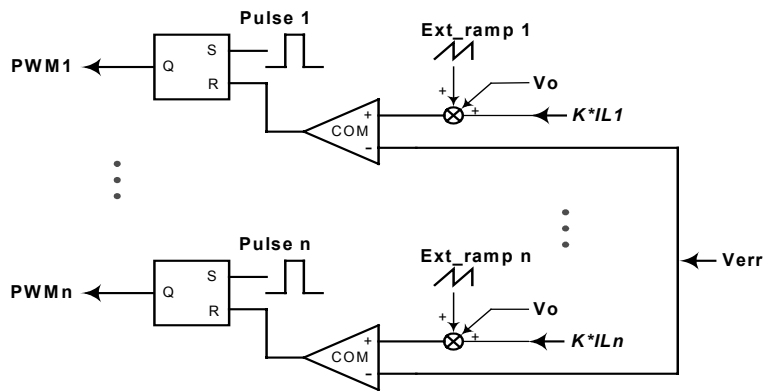 Pulse 1
Ext_ramp 1
PWM1
Q
S
R
COM
+
-
+
+
Vo
K*IL1
Pulse n
Ext_ramp n
Verr
PWMn
Q
S
R
COM
+
-
+
+
Vo
K*ILn